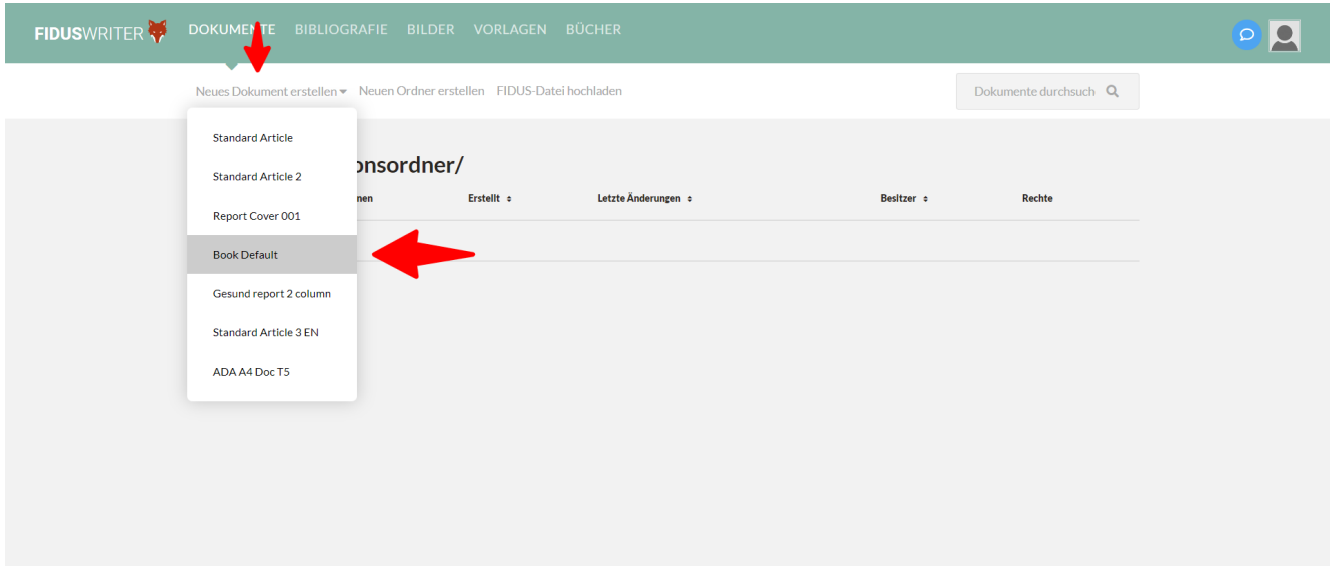 FIDUSWRITER DOKUMENTE BIBLIOGRAFIE BILDER VORLAGEN BÜCHER
Neues Dokument erstellen Neuen Ordner erstellen FIDUS-Datei hochladen Dokumente durchsuch
Standard Article
Standard Article 2
Report Cover 001
Book Default
Gesund report 2 column
Standard Article 3 EN
ADA A4 Doc T5
onsordner/
nen Erstellt Letzte Änderungen Besitzer Rechte